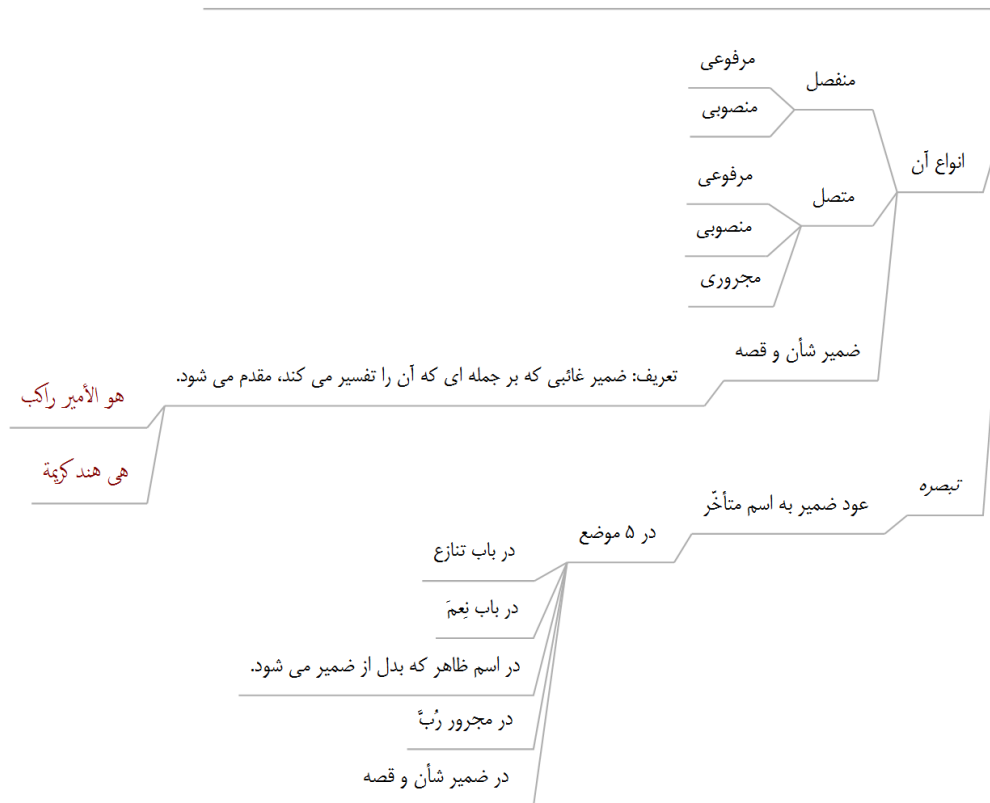 انواع آن
منفصل
مرفوعی
منصوبی
متصل
مرفوعی
منصوبی
مجروری
ضمیر شأن و قصه
تعریف: ضمیر غائبی که بر جمله ای که آن را تفسیر می کند، مقدم می شود.
هو الأمیر راکب
هی هند کریمة
تبصره
عود ضمیر به اسم متأخّر
در ۵ موضع
در باب تنازع
در باب نِعمَ
در اسم ظاهر که بدل از ضمیر می شود.
در مجرور رُبَّ
در ضمیر شأن و قصه